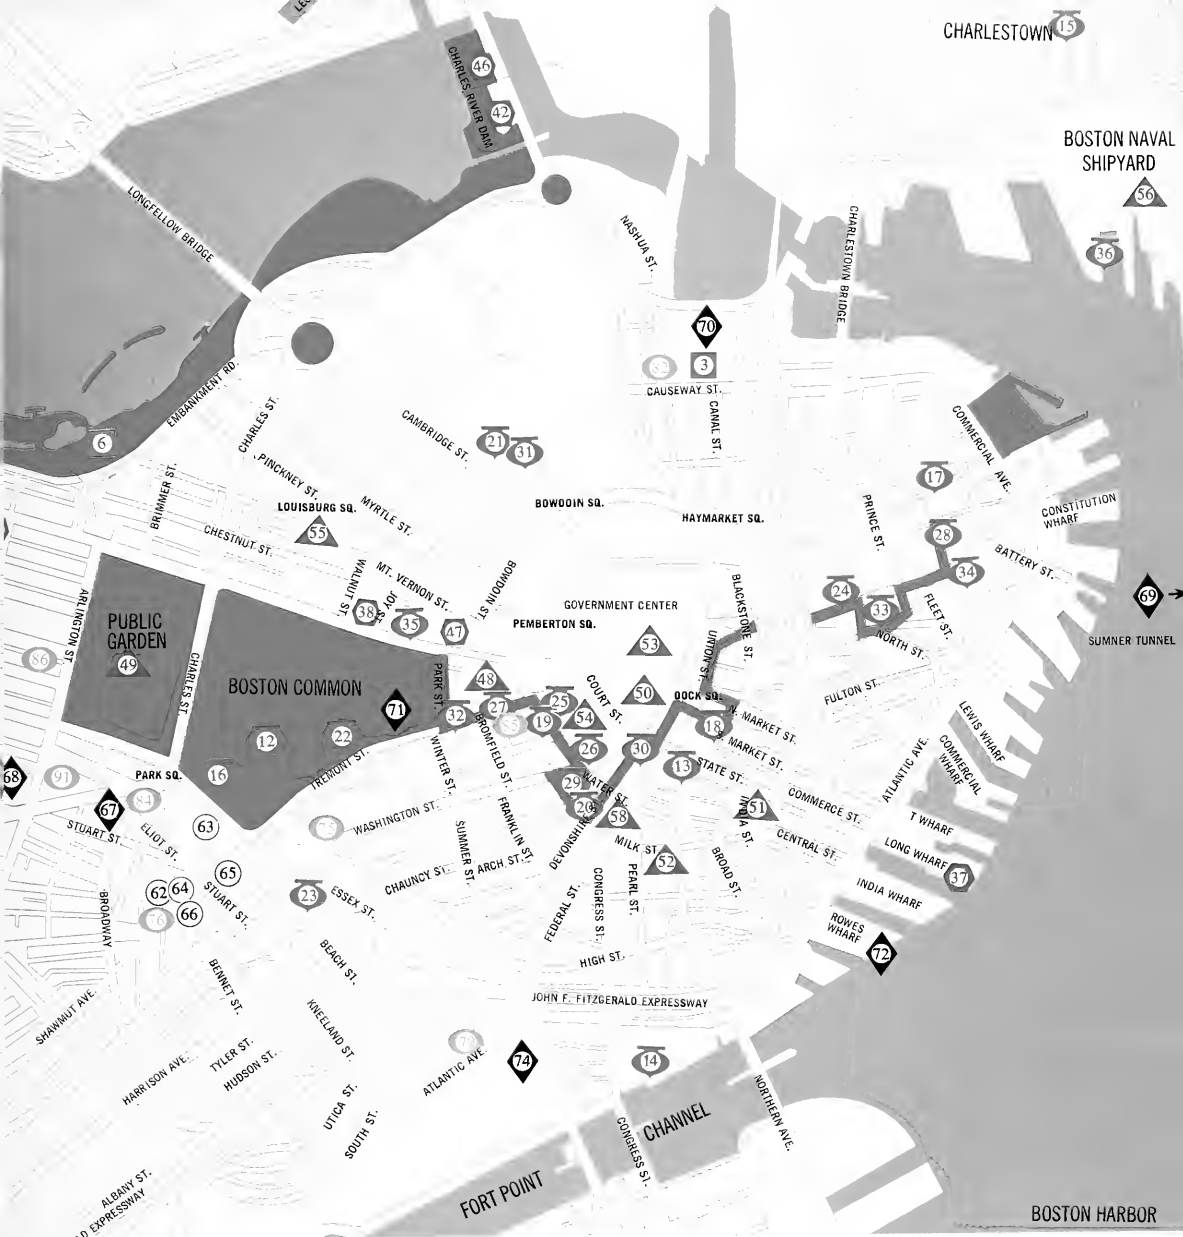 CHARLESTOWN 15
46
CHARLES RIVER DAM
42
BOSTON NAVAL
SHIPYARD
56
36
LONGFELLOW BRIDGE
NASHUA ST.
CHARLESTOWN BRIDGE
70
3
CAUSEWAY ST.
CANAL ST.
EMBANKMENT RD.
6
CHARLES ST.
CAMBRIDGE ST.
21
31
COMMERCIAL AVE.
17
PINCKNEY ST.
BRIMMER ST.
LOUISBURG SQ.
55
MYRTLE ST.
BOWDOIN SQ.
HAYMARKET SQ.
PRINCE ST.
CONSTITUTION
WHARF
28
BATTERY ST.
CHESTNUT ST.
WALNUT ST.
MT. VERNON ST.
JOY ST.
BOWDOIN ST.
34
24
33
69
FLEET ST.
BLACKSTONE ST.
GOVERNMENT CENTER
38
35
47
PEMBERTON SQ.
53
UNION ST.
NORTH ST.
SUMNER TUNNEL
ARLINGTON ST.
PUBLIC
GARDEN
49
86
CHARLES ST.
BOSTON COMMON
PARK ST.
48
COURT ST.
50
DOCK SQ.
FULTON ST.
71
32
27
85
25
19
54
18
N. MARKET ST.
S. MARKET ST.
LEWIS WHARF
COMMERCIAL
WHARF
ATLANTIC AVE.
12
22
16
TREMONT ST.
WINTER ST.
BROMFIELD ST.
26
30
13
STATE ST.
68
91
PARK SQ.
84
67
29
WATER ST.
20
58
51
INDIA ST.
COMMERCE ST.
T WHARF
STUART ST.
ELIOT ST.
63
WASHINGTON ST.
SUMMER ST.
FRANKLIN ST.
DEVONSHIRE
MILK ST
52
CENTRAL ST.
LONG WHARF
37
65
62
64
66
76
STUART ST.
23
ESSEX ST.
CHAUNCY ST.
ARCH ST.
PEARL ST.
BROAD ST.
INDIA WHARF
BROADWAY
FEDERAL ST.
CONGRESS ST.
ROWES
WHARF
72
BEACH ST.
HIGH ST.
BENNET ST.
SHAWMUT AVE.
JOHN F. FITZGERALD EXPRESSWAY
KNEELAND ST.
TYLER ST.
HUDSON ST.
HARRISON AVE.
ATLANTIC AVE.
74
14
UTICA ST.
SOUTH ST.
NORTHERN AVE.
CONGRESS ST.
CHANNEL
FORT POINT
ALBANY ST.
D EXPRESSWAY
BOSTON HARBOR